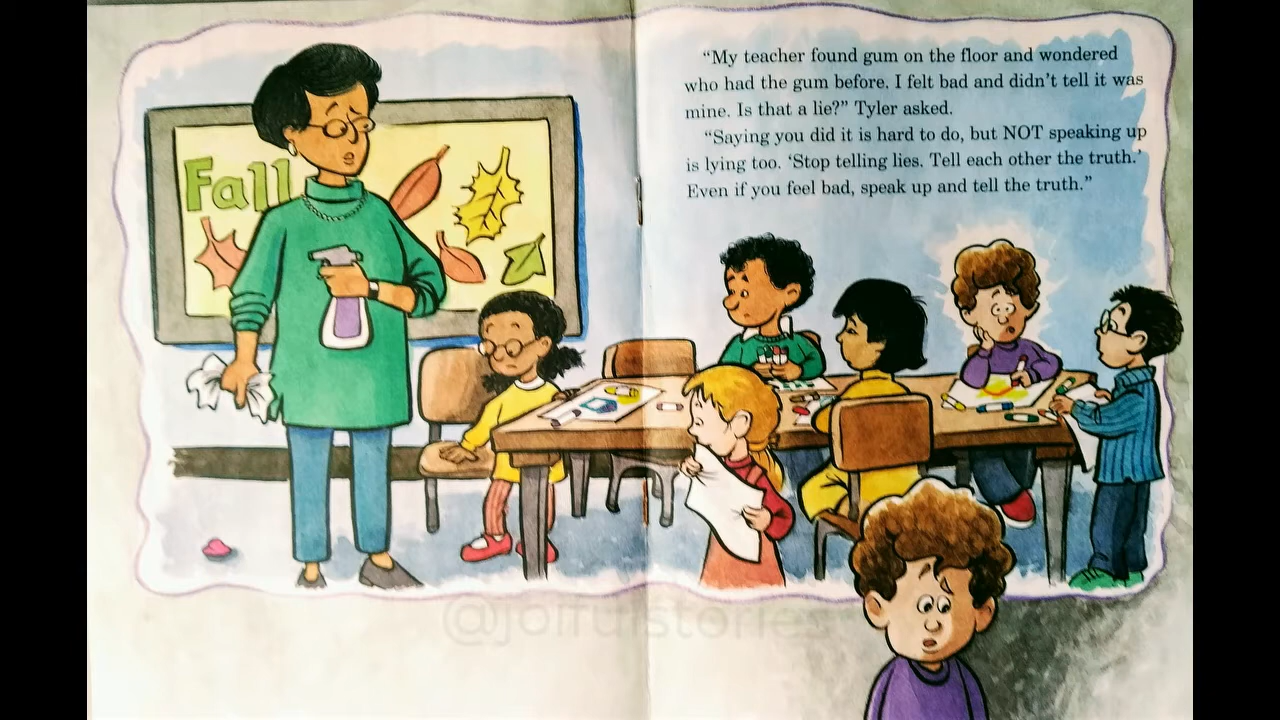 Fall
“My teacher found gum on the floor and wondered
who had the gum before. I felt bad and didn’t tell it was
mine. Is that a lie?” Tyler asked.
“Saying you did it is hard to do, but NOT speaking up
is lying too. ‘Stop telling lies. Tell each other the truth.’
Even if you feel bad, speak up and tell the truth.”
@joifulstories